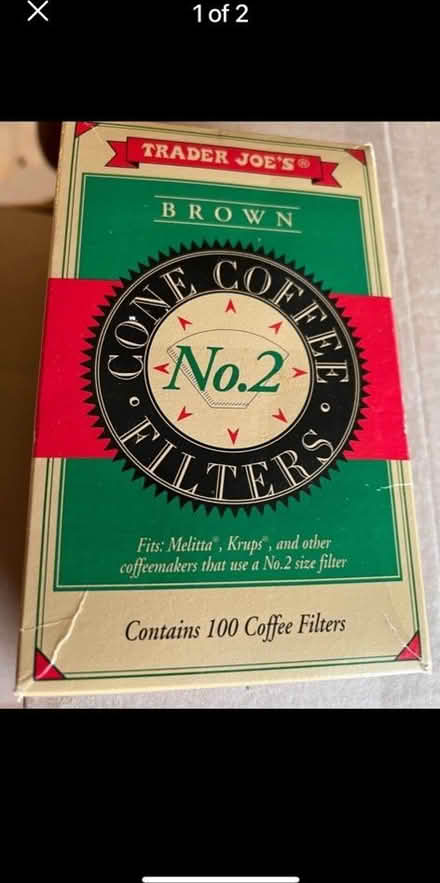 1 of 2
TRADER JOE'S®
BROWN
CONE COFFEE
No.2
FILTERS
Fits: Melitta®, Krups®, and other
coffeemakers that use a No.2 size filter
Contains 100 Coffee Filters